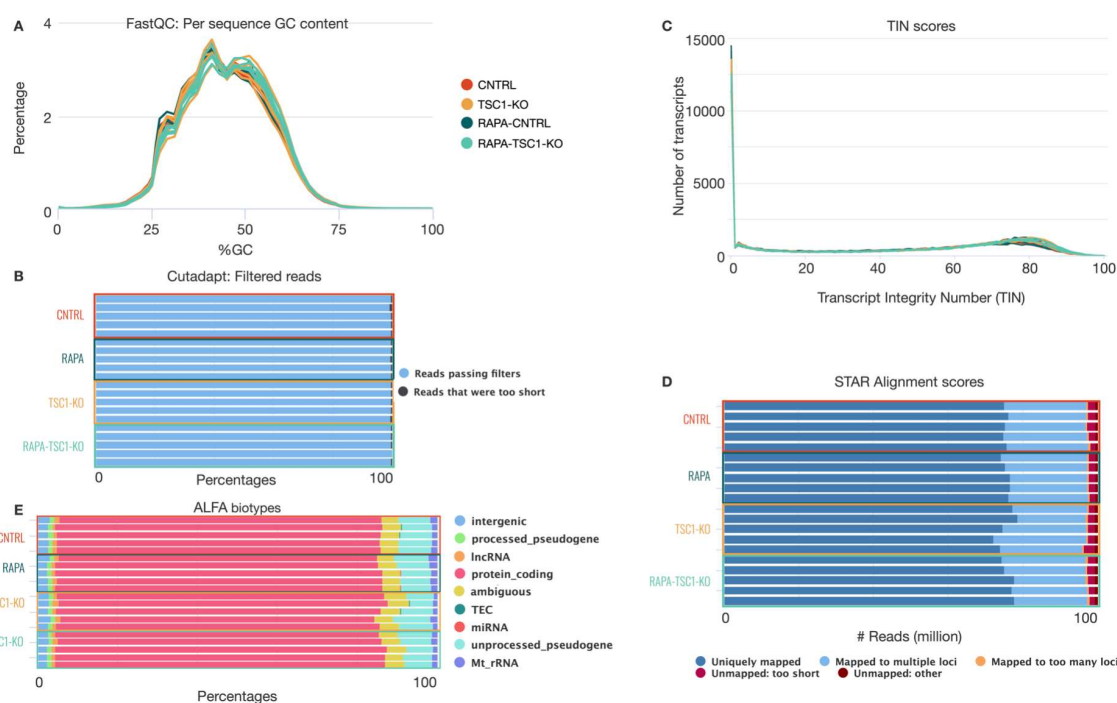 A
FastQC: Per sequence GC content
4
2
0
Percentage
0 25 50 75 100
%GC
CNTRL
TSC1-KO
RAPA-CNTRL
RAPA-TSC1-KO
B
Cutadapt: Filtered reads
CNTRL
RAPA
TSC1-KO
RAPA-TSC1-KO
0 100
Percentages
Reads passing filters
Reads that were too short
E
ALFA biotypes
CNTRL
RAPA
C1-KO
C1-KO
0 100
Percentages
intergenic
processed_pseudogene
lncRNA
protein_coding
ambiguous
TEC
miRNA
unprocessed_pseudogene
Mt_rRNA
C
TIN scores
15000
10000
5000
0
Number of transcripts
0 20 40 60 80 100
Transcript Integrity Number (TIN)
D
STAR Alignment scores
CNTRL
RAPA
TSC1-KO
RAPA-TSC1-KO
0 100
# Reads (million)
Uniquely mapped Mapped to multiple loci Mapped to too many loci
Unmapped: too short Unmapped: other